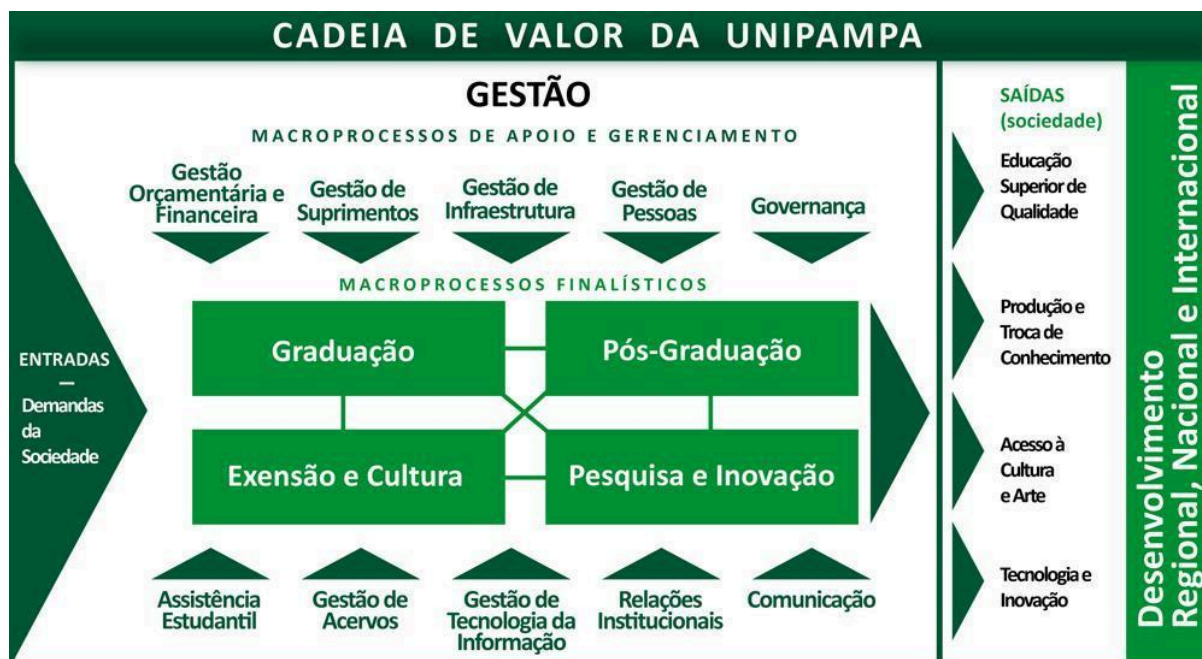 CADEIA DE VALOR DA UNIPAMPA
GESTÃO
MACROPROCESSOS DE APOIO E GERENCIAMENTO
Gestão
Orçamentária e
Financeira
Gestão de
Suprimentos
Gestão de
Infraestrutura
Gestão de
Pessoas
Governança
MACROPROCESSOS FINALÍSTICOS
ENTRADAS
—
Demandas
da
Sociedade
Graduação
Pós-Graduação
Exensão e Cultura
Pesquisa e Inovação
Assistência
Estudantil
Gestão de
Acervos
Gestão de
Tecnologia da
Informação
Relações
Institucionais
Comunicação
SAÍDAS
(sociedade)
Educação
Superior de
Qualidade
Produção e
Troca de
Conhecimento
Acesso à
Cultura
e Arte
Tecnologia e
Inovação
Desenvolvimento
Regional, Nacional e Internacional